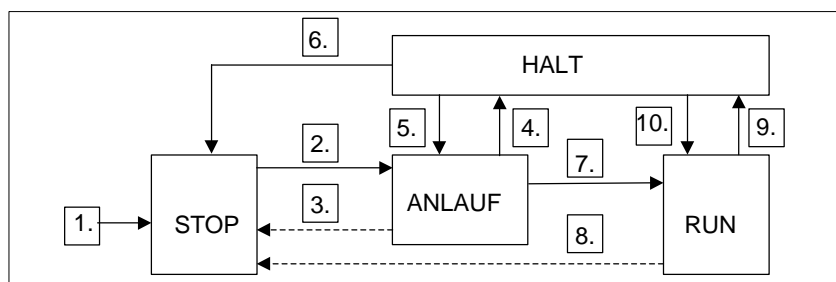 6.
HALT
5.
4.
10.
9.
2.
7.
1.
STOP
3.
ANLAUF
8.
RUN